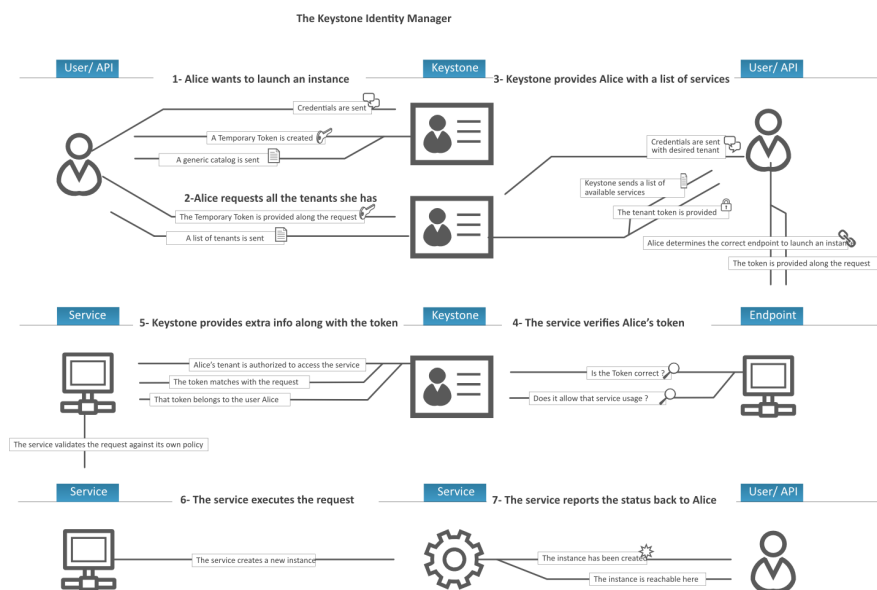 The Keystone Identity Manager
User/ API
Keystone
User/ API
1- Alice wants to launch an instance
3- Keystone provides Alice with a list of services
Credentials are sent
A Temporary Token is created
A generic catalog is sent
Credentials are sent
with desired tenant
2-Alice requests all the tenants she has
The Temporary Token is provided along the request
A list of tenants is sent
Keystone sends a list of
available services
The tenant token is provided
Alice determines the correct endpoint to launch an instance
The token is provided along the request
Service
Keystone
Endpoint
5- Keystone provides extra info along with the token
4- The service verifies Alice's token
Alice's tenant is authorized to access the service
The token matches with the request
That token belongs to the user Alice
Is the Token correct ?
Does it allow that service usage ?
The service validates the request against its own policy
Service
Service
User/ API
6- The service executes the request
7- The service reports the status back to Alice
The service creates a new instance
The instance has been created
The instance is reachable here